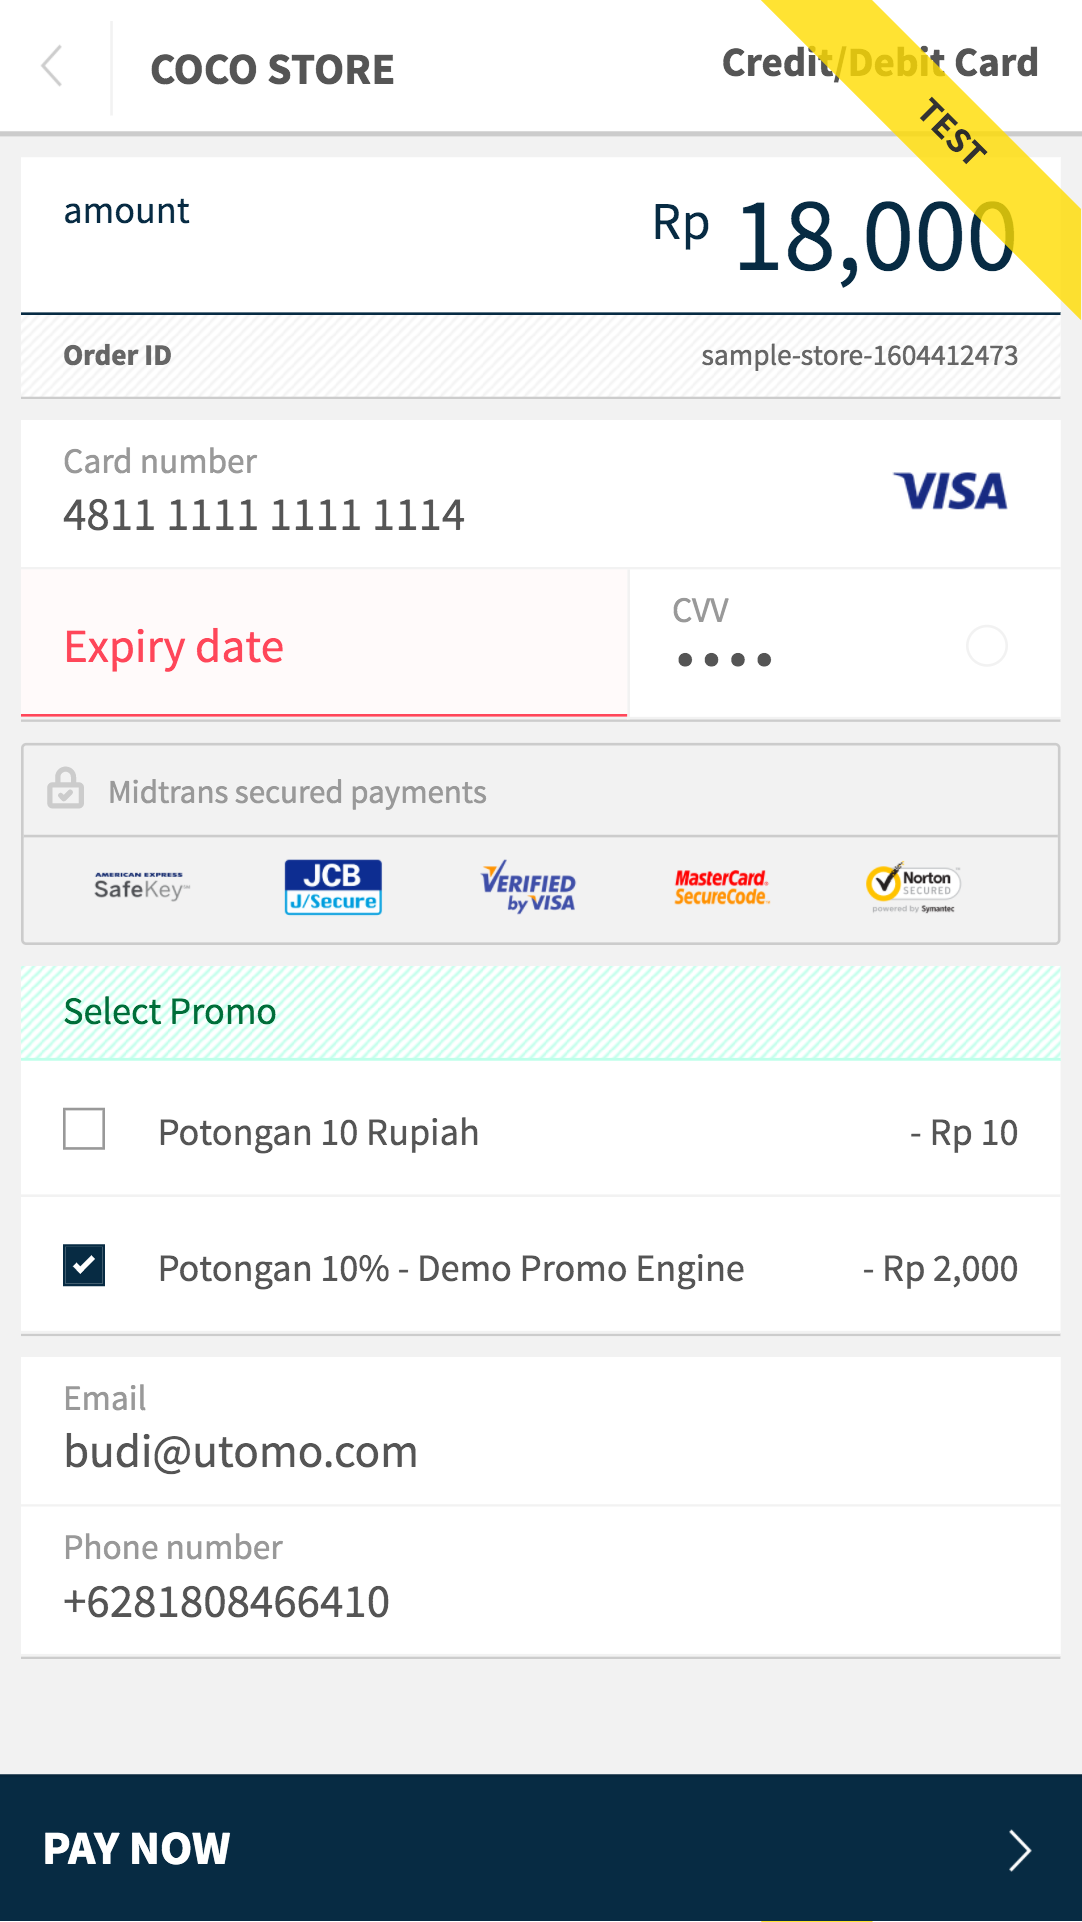 COCO STORE
Credit/Debit Card
TEST
amount
Rp 18,000
Order ID
sample-store-1604412473
Card number
4811 1111 1111 1114
VISA
Expiry date
CVV
••••
Midtrans secured payments
AMERICAN EXPRESS
SafeKey™
JCB
J/Secure
VERIFIED
by VISA
MasterCard.
SecureCode™
Norton
SECURED
powered by Symantec
Select Promo
Potongan 10 Rupiah
- Rp 10
Potongan 10% - Demo Promo Engine
- Rp 2,000
Email
budi@utomo.com
Phone number
+6281808466410
PAY NOW